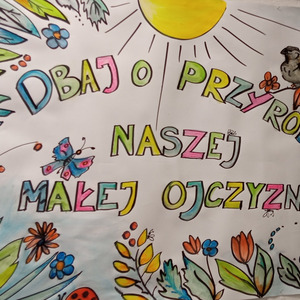 DBAJ O PRZYRO
NASZEJ
MAŁEJ OJCZYZN